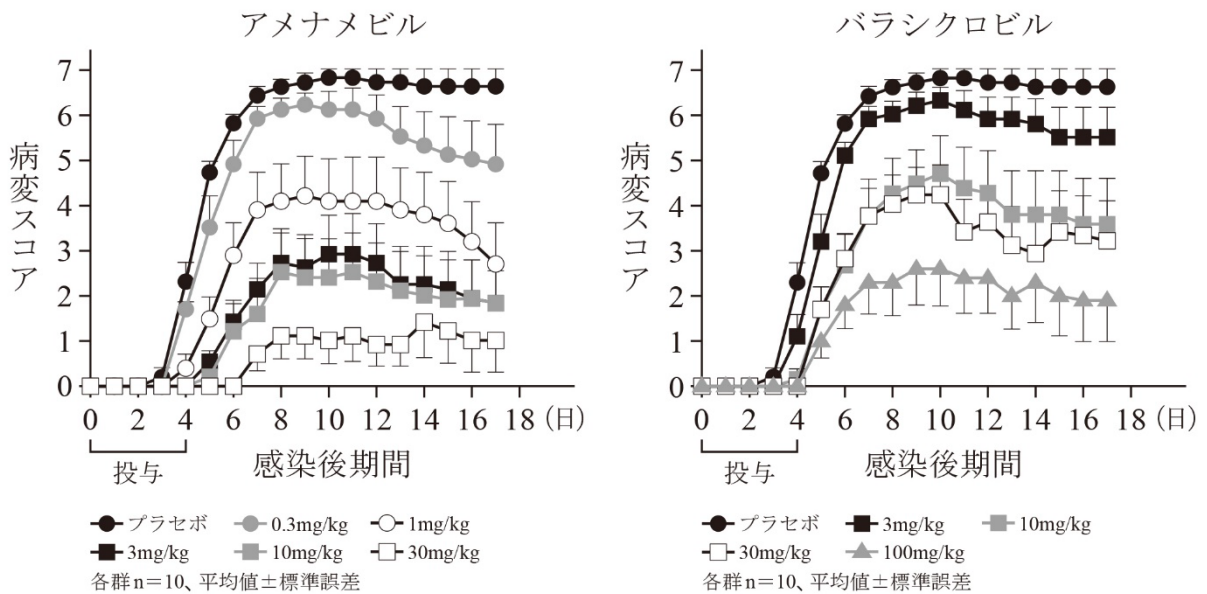 アメナメビル
7
6
5
4
3
2
1
0
病変スコア
0 2 4 6 8 10 12 14 16 18 (日)
投与
感染後期間
プラセボ 0.3mg/kg 1mg/kg
3mg/kg 10mg/kg 30mg/kg
各群n=10、平均値±標準誤差
バラシクロビル
7
6
5
4
3
2
1
0
病変スコア
0 2 4 6 8 10 12 14 16 18 (日)
投与
感染後期間
プラセボ 3mg/kg 10mg/kg
30mg/kg 100mg/kg
各群n=10、平均値±標準誤差